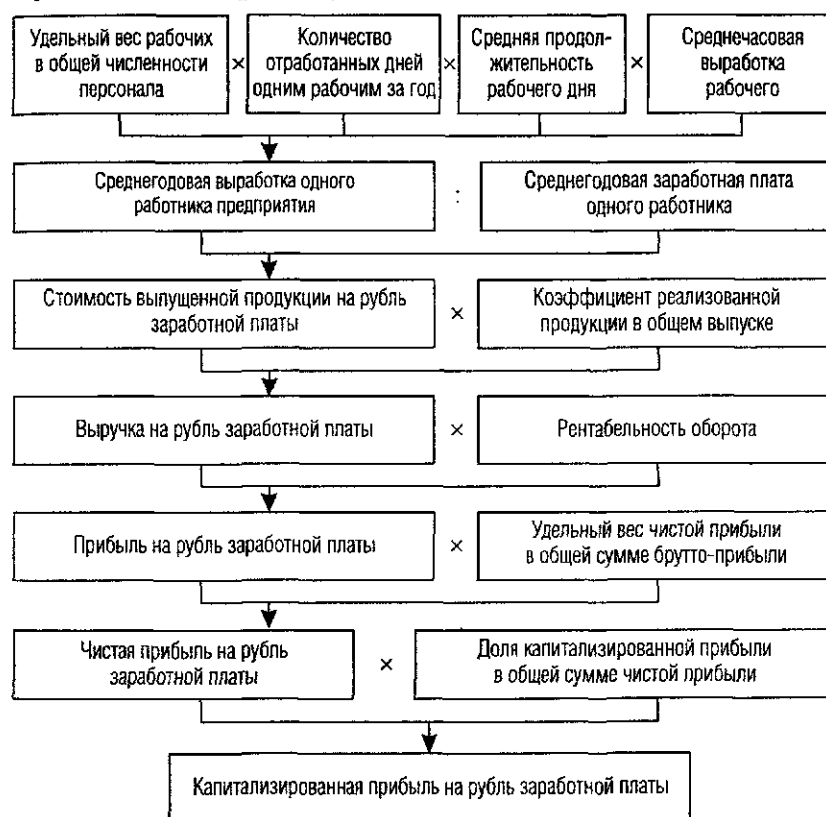 Удельный вес рабочих
в общей численности
персонала
×
Количество
отработанных дней
одним рабочим за год
×
Средняя продол-
жительность
рабочего дня
×
Среднечасовая
выработка
рабочего
Среднегодовая выработка одного
работника предприятия
:
Среднегодовая заработная плата
одного работника
Стоимость выпущенной продукции на рубль
заработной платы
×
Коэффициент реализованной
продукции в общем выпуске
Выручка на рубль заработной платы
×
Рентабельность оборота
Прибыль на рубль заработной платы
×
Удельный вес чистой прибыли
в общей сумме брутто-прибыли
Чистая прибыль на рубль
заработной платы
×
Доля капитализированной прибыли
в общей сумме чистой прибыли
Капитализированная прибыль на рубль заработной платы